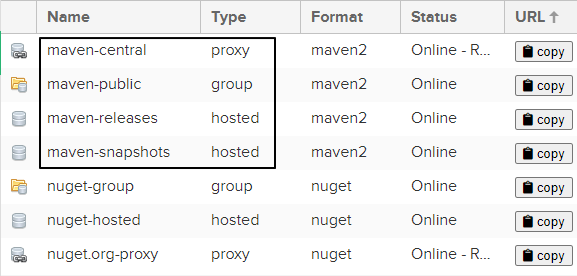 Name Type Format Status URL
maven-central proxy maven2 Online - R... copy
maven-public group maven2 Online copy
maven-releases hosted maven2 Online copy
maven-snapshots hosted maven2 Online copy
nuget-group group nuget Online copy
nuget-hosted hosted nuget Online copy
nuget.org-proxy proxy nuget Online - R... copy